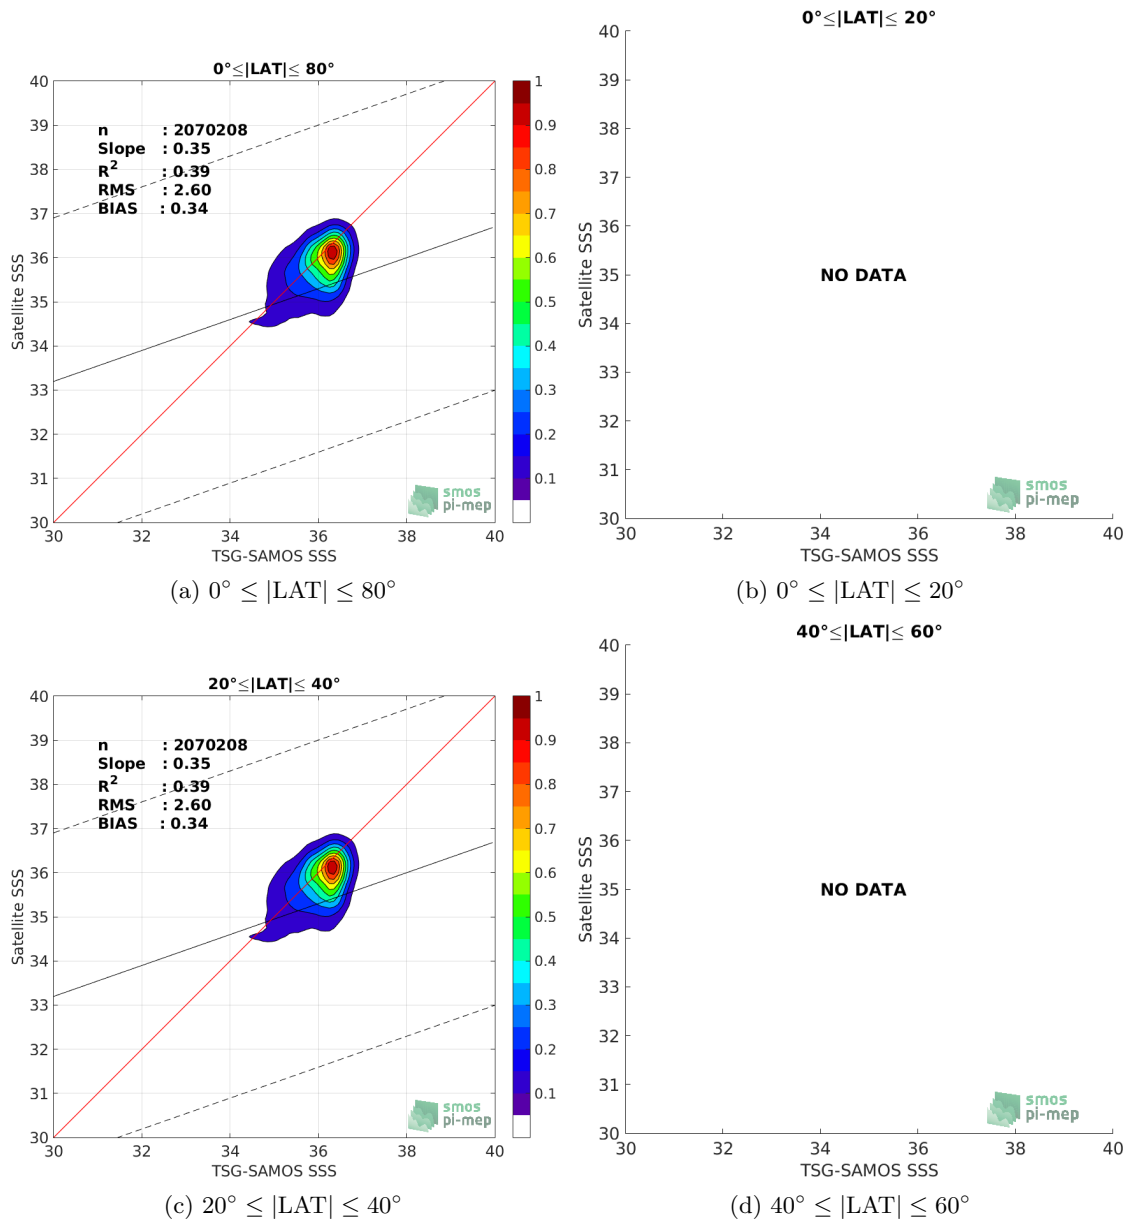 0°≤|LAT|≤ 80°
40
39
38
37
36
35
34
33
32
31
30
Satellite SSS
n : 2070208
Slope : 0.35
R2 : 0.39
RMS : 2.60
BIAS : 0.34
1
0.9
0.8
0.7
0.6
0.5
0.4
0.3
0.2
0.1
smos
pi-mep
30 32 34 36 38 40
TSG-SAMOS SSS
(a) 0° ≤ |LAT| ≤ 80°
0°≤|LAT|≤ 20°
40
39
38
37
36
35
34
33
32
31
30
Satellite SSS
NO DATA
smos
pi-mep
30 32 34 36 38 40
TSG-SAMOS SSS
(b) 0° ≤ |LAT| ≤ 20°
20°≤|LAT|≤ 40°
40
39
38
37
36
35
34
33
32
31
30
Satellite SSS
n : 2070208
Slope : 0.35
R2 : 0.39
RMS : 2.60
BIAS : 0.34
1
0.9
0.8
0.7
0.6
0.5
0.4
0.3
0.2
0.1
smos
pi-mep
30 32 34 36 38 40
TSG-SAMOS SSS
(c) 20° ≤ |LAT| ≤ 40°
40°≤|LAT|≤ 60°
40
39
38
37
36
35
34
33
32
31
30
Satellite SSS
NO DATA
smos
pi-mep
30 32 34 36 38 40
TSG-SAMOS SSS
(d) 40° ≤ |LAT| ≤ 60°